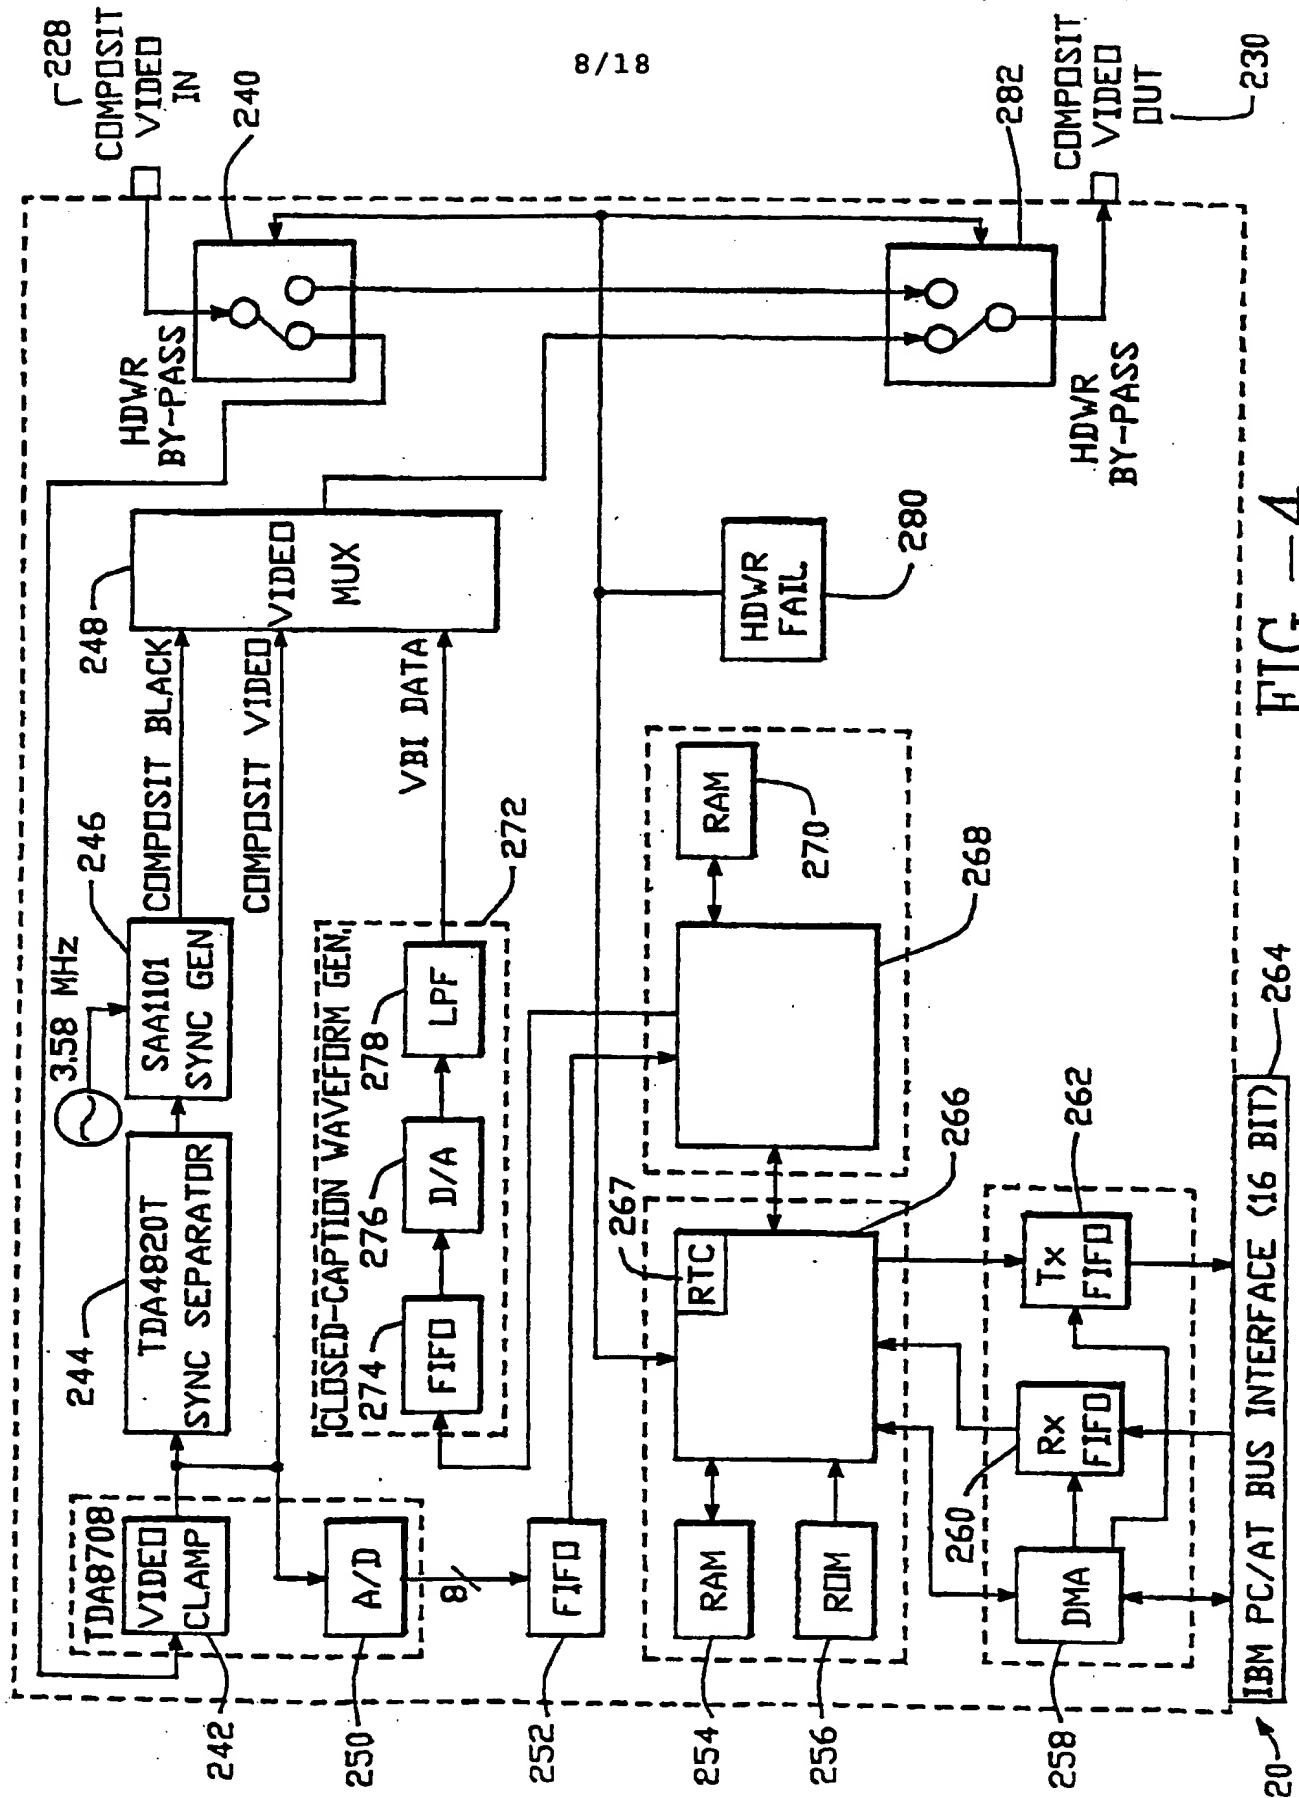 8/18
228
COMPOSIT
VIDEO
IN
240
HDWR
BY-PASS
COMPOSIT
VIDEO
OUT
230
282
HDWR
BY-PASS
248
VIDEO
MUX
COMPOSIT BLACK
COMPOSIT VIDEO
VBI DATA
3.58 MHz
246
SAA1101
SYNC GEN
244
TDA4820T
SYNC SEPARATOR
TDA8708
VIDEO
CLAMP
242
A/D
250
8
FIFO
252
CLOSED-CAPTION WAVEFORM GEN.
272
274
FIFO
276
D/A
278
LPF
HDWR
FAIL
280
RAM
270
268
267
RTC
266
RAM
254
ROM
256
262
Tx
FIFO
260
Rx
FIFO
DMA
258
IBM PC/AT BUS INTERFACE (16 BIT)
264
20
FIG -4